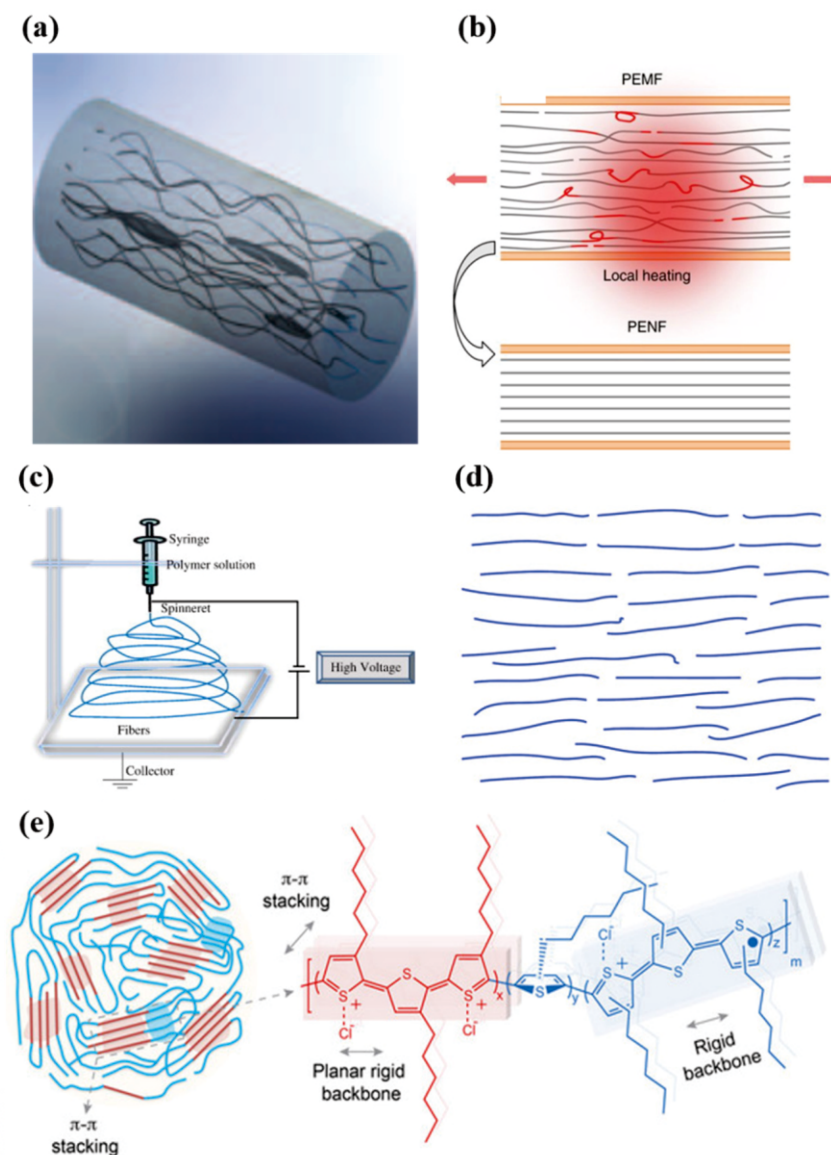 (a)
(b)
PEMF
Local heating
PENF
(c)
Syringe
Polymer solution
Spinneret
High Voltage
Fibers
Collector
(d)
(e)
π-π
stacking
π-π
stacking
S
+
Cl⁻
S
S
+
Cl⁻
x
Planar rigid
backbone
S
y
Cl⁻
S
+
S
S
z
m
Rigid
backbone